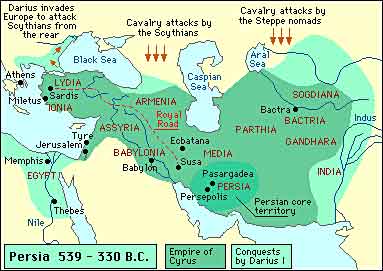 Darius invades
Europe to attack
Scythians from
the rear
Cavalry attacks
by the
Scythians
Cavalry attacks by
the Steppe nomads
Black Sea
Aral
Sea
Caspian
Sea
Athens
LYDIA
Sardis
Miletus
IONIA
ARMENIA
SOGDIANA
Royal
Road
Bactra
BACTRIA
Indus
ASSYRIA
PARTHIA
GANDHARA
Tyre
Jerusalem
Ecbatana
MEDIA
BABYLONIA
Babylon
Susa
INDIA
Memphis
EGYPT
Pasargadea
PERSIA
Persepolis
Persian core
territory
Thebes
Nile
Persia 539 - 330 B.C.
Empire of
Cyrus
Conquests
by Darius I